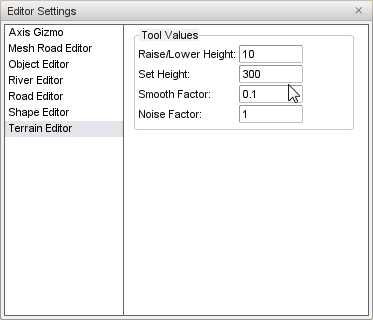 Editor Settings
Axis Gizmo
Mesh Road Editor
Object Editor
River Editor
Road Editor
Shape Editor
Terrain Editor
Tool Values
Raise/Lower Height: 10
Set Height: 300
Smooth Factor: 0.1
Noise Factor: 1